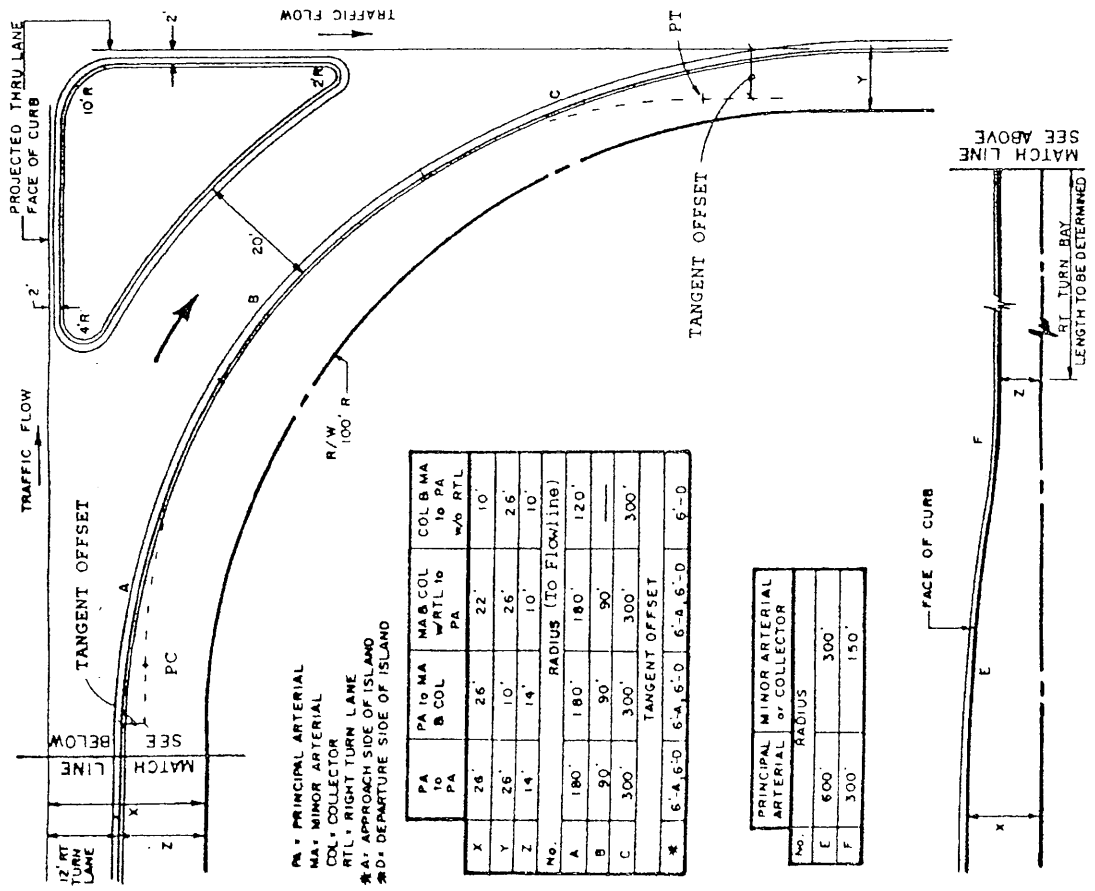 PROJECTED THRU LANE
FACE OF CURB
TRAFFIC FLOW
2'
2'
10'R
2'R
4'R
20'
TRAFFIC FLOW
TANGENT OFFSET
A
B
C
PT
PC
TANGENT OFFSET
Y
R/W
100' R
MATCH LINE
SEE BELOW
12' RT
TURN
LANE
X
Z
PA = PRINCIPAL ARTERIAL
MA = MINOR ARTERIAL
COL = COLLECTOR
RTL = RIGHT TURN LANE
*A = APPROACH SIDE OF ISLAND
*D = DEPARTURE SIDE OF ISLAND
PA to PA | PA to MA & COL | MA & COL w/RTL to PA | COL & MA to PA w/o RTL
X 26' 26' 22' 10'
Y 26' 10' 26' 26'
Z 14' 14' 10' 10'
No. RADIUS (To Flowline)
A 180' 180' 180' 120'
B 90' 90' 90' —
C 300' 300' 300' 300'
TANGENT OFFSET
* 6'-A, 6'-D 6'-A, 6'-D 6'-A, 6'-D 6'-D
No. PRINCIPAL ARTERIAL | MINOR ARTERIAL or COLLECTOR
RADIUS
E 600' 300'
F 300' 150'
MATCH LINE
SEE ABOVE
RT TURN BAY
LENGTH TO BE DETERMINED
Z
F
FACE OF CURB
E
X